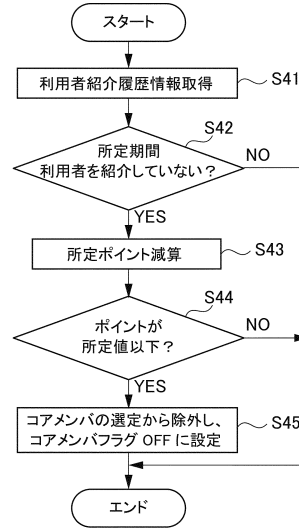 スタート
利用者紹介履歴情報取得
S41
S42
所定期間
利用者を紹介していない？
NO
YES
所定ポイント減算
S43
S44
ポイントが
所定値以下？
NO
YES
コアメンバの選定から除外し、
コアメンバフラグ OFF に設定
S45
エンド